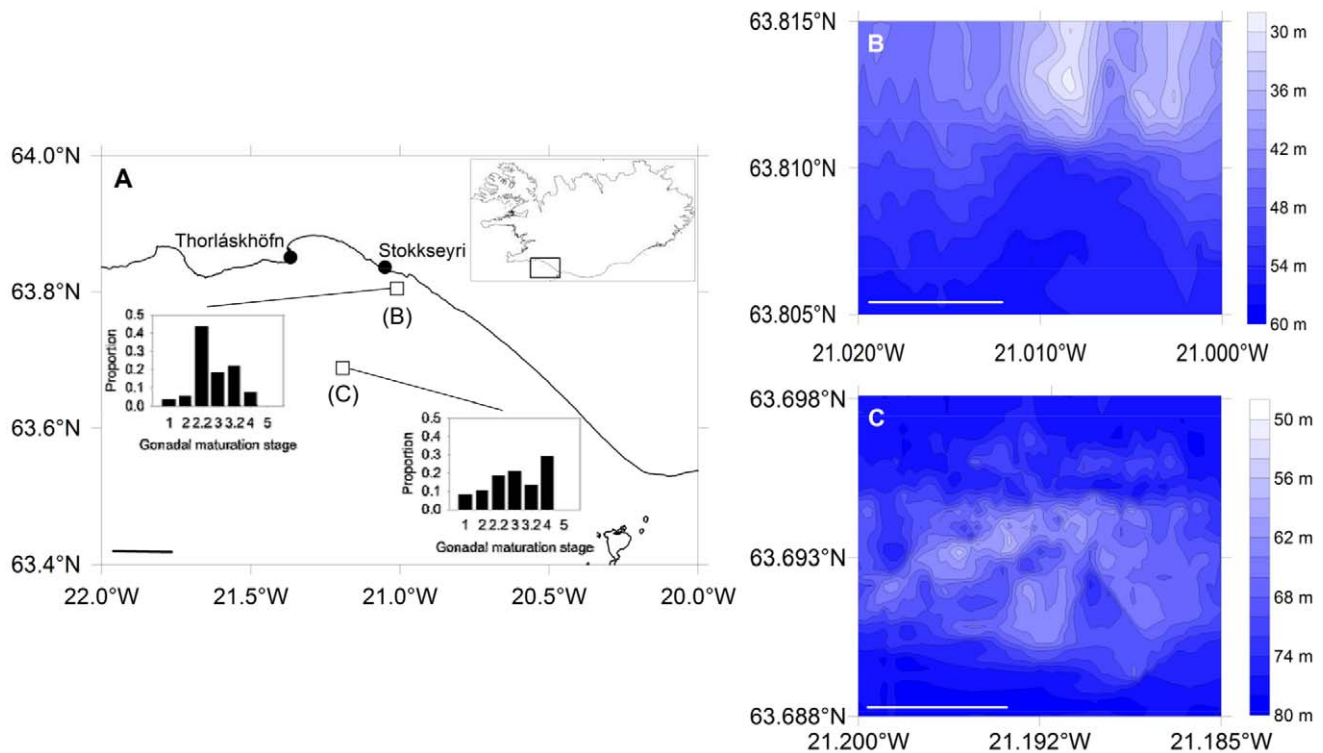 A
64.0°N
63.8°N
63.6°N
63.4°N
22.0°W 21.5°W 21.0°W 20.5°W 20.0°W
Thorláskhöfn
Stokkseyri
(B)
(C)
Proportion
0.5
0.4
0.3
0.2
0.1
0.0
1 2 2.2 3 3.2 4 5
Gonadal maturation stage
Proportion
0.5
0.4
0.3
0.2
0.1
0.0
1 2 2.2 3 3.2 4 5
Gonadal maturation stage
B
63.815°N
63.810°N
63.805°N
21.020°W 21.010°W 21.000°W
30 m
36 m
42 m
48 m
54 m
60 m
C
63.698°N
63.693°N
63.688°N
21.200°W 21.192°W 21.185°W
50 m
56 m
62 m
68 m
74 m
80 m